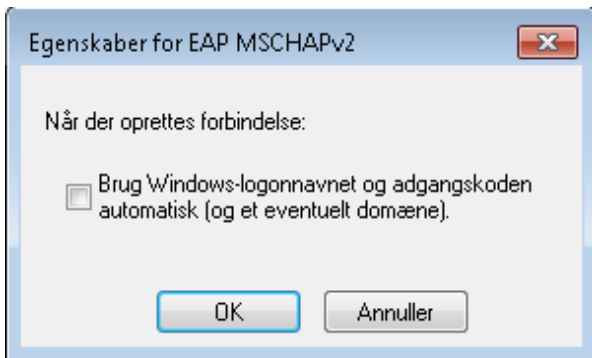 Egenskaber for EAP MSCHAPv2
Når der oprettes forbindelse:
Brug Windows-logonnavnet og adgangskoden
automatisk (og et eventuelt domæne).
OK
Annuller